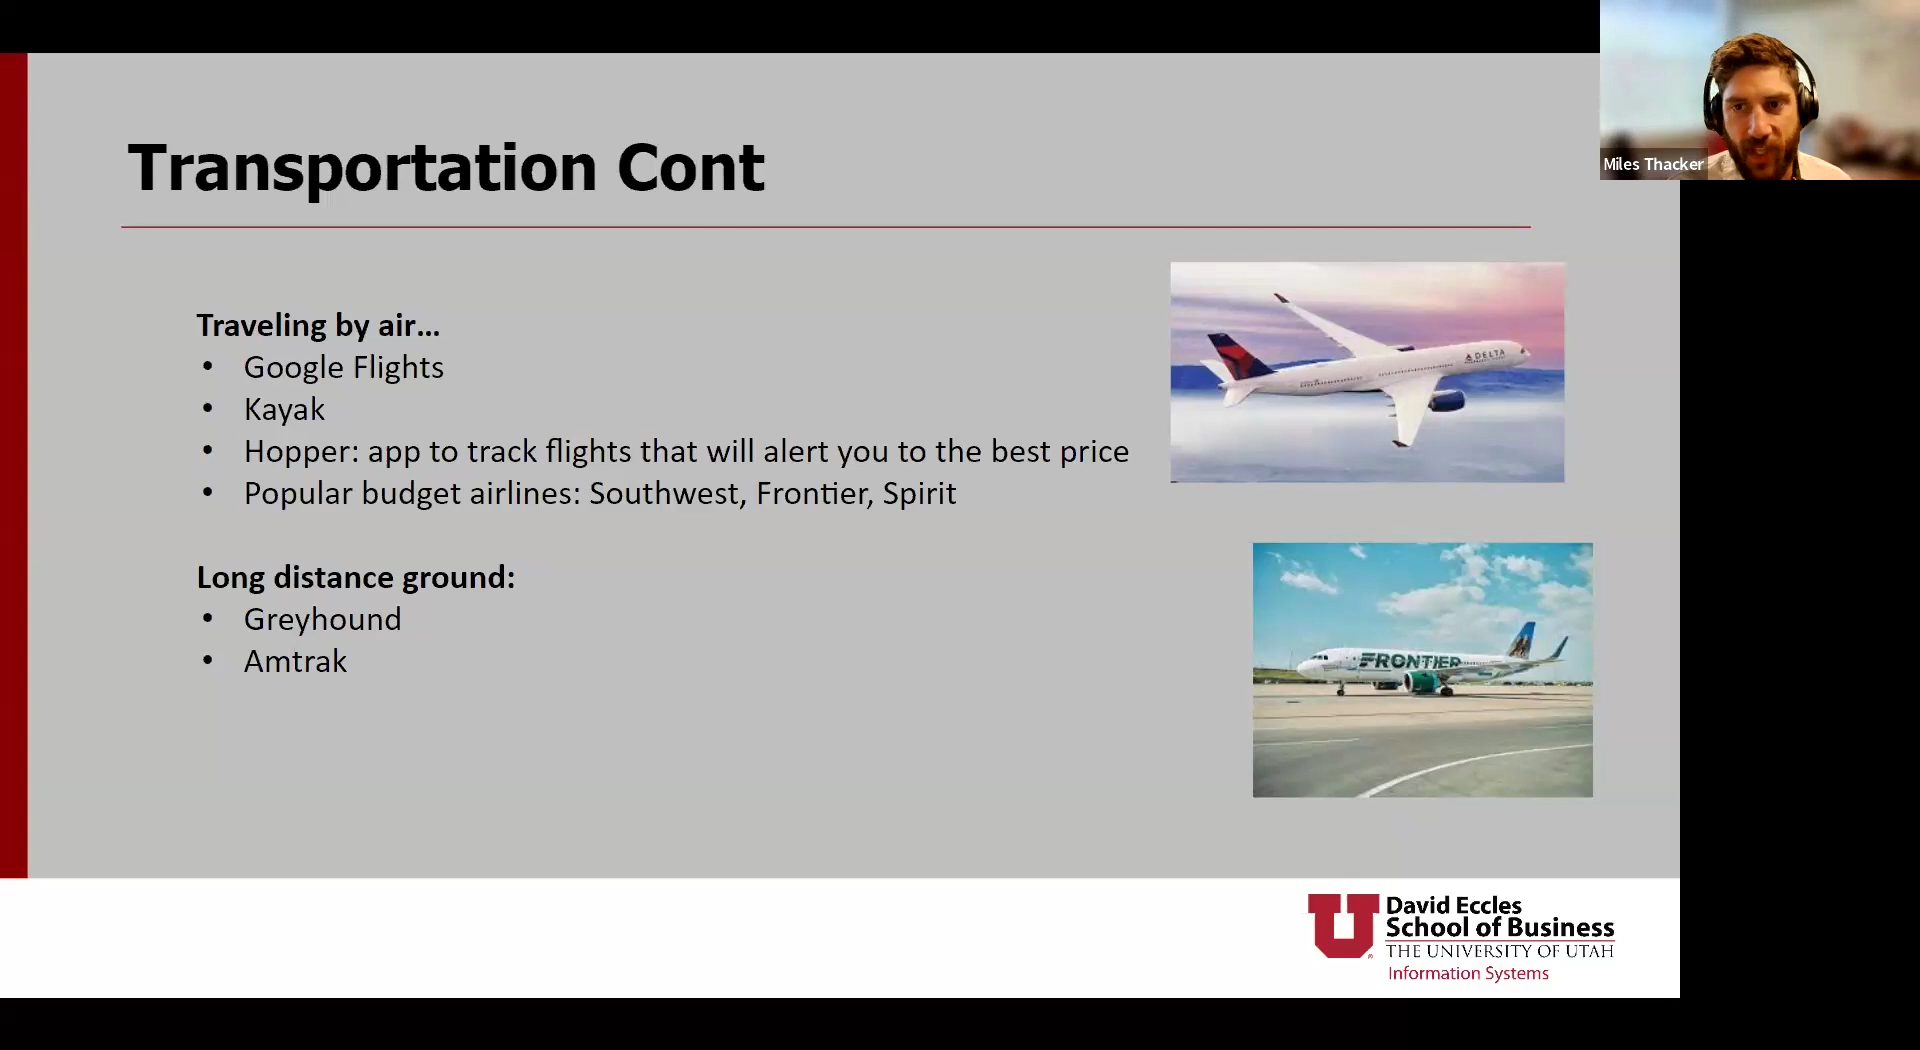 Transportation Cont
Miles Thacker
Traveling by air...
• Google Flights
• Kayak
• Hopper: app to track flights that will alert you to the best price
• Popular budget airlines: Southwest, Frontier, Spirit
Long distance ground:
• Greyhound
• Amtrak
DELTA
FRONTIER
U
®
David Eccles
School of Business
THE UNIVERSITY OF UTAH
Information Systems